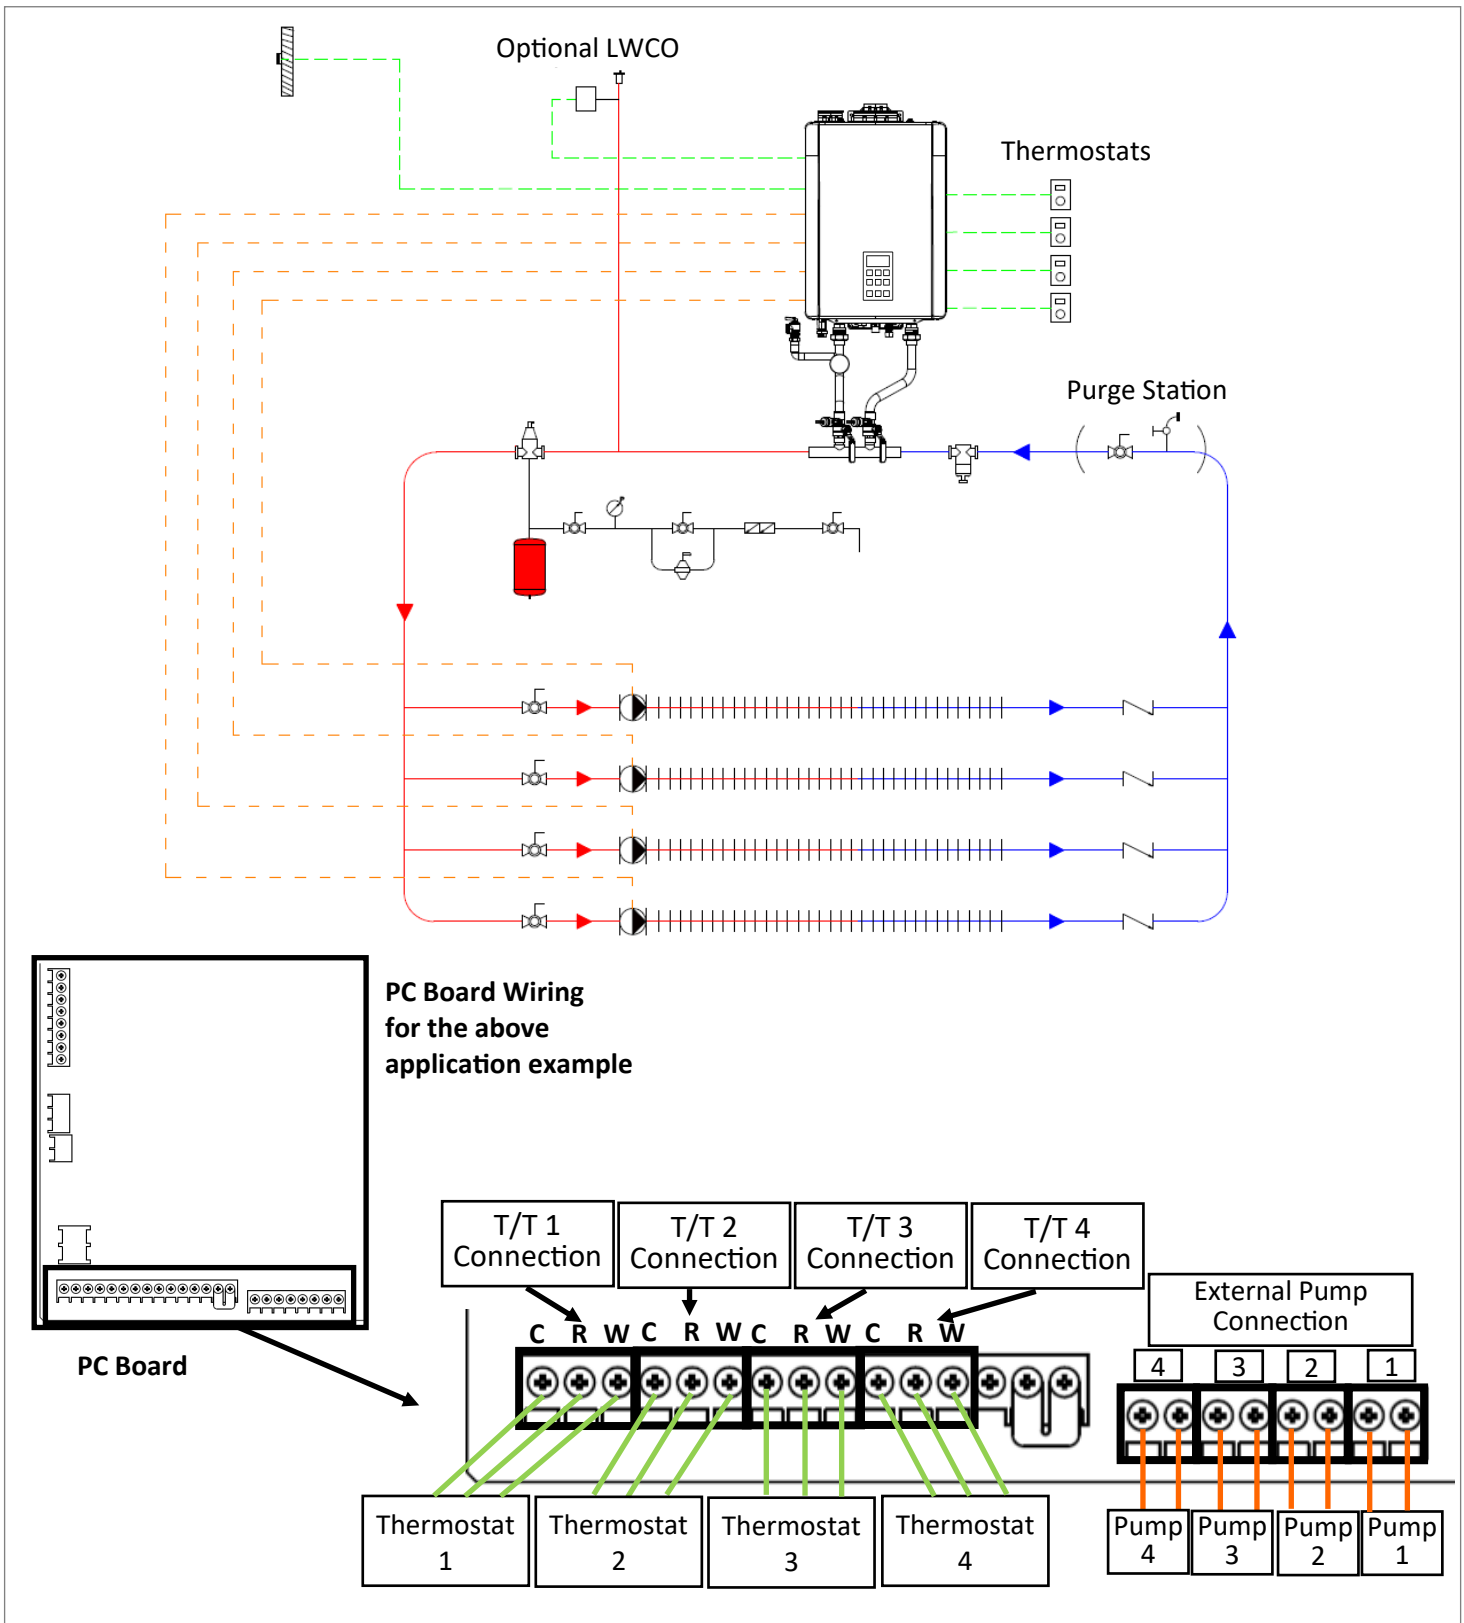 Optional LWCO
Thermostats
Purge Station
PC Board Wiring
for the above
application example
PC Board
T/T 1
Connection
T/T 2
Connection
T/T 3
Connection
T/T 4
Connection
External Pump
Connection
C R W C R W C R W C R W
4 3 2 1
Thermostat
1
Thermostat
2
Thermostat
3
Thermostat
4
Pump
4
Pump
3
Pump
2
Pump
1